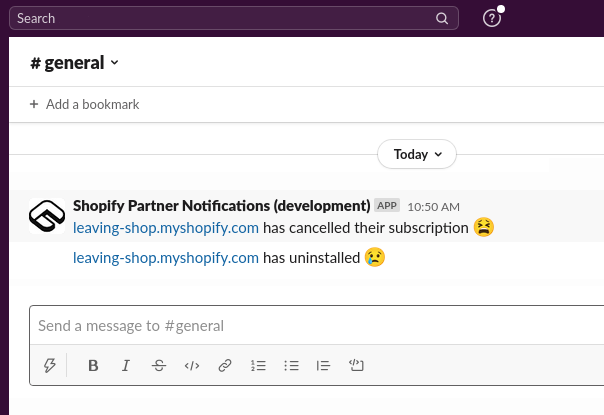 Search
# general
+ Add a bookmark
Today
Shopify Partner Notifications (development) APP 10:50 AM
leaving-shop.myshopify.com has cancelled their subscription 😫
leaving-shop.myshopify.com has uninstalled 😢
Send a message to #general
B I S </>